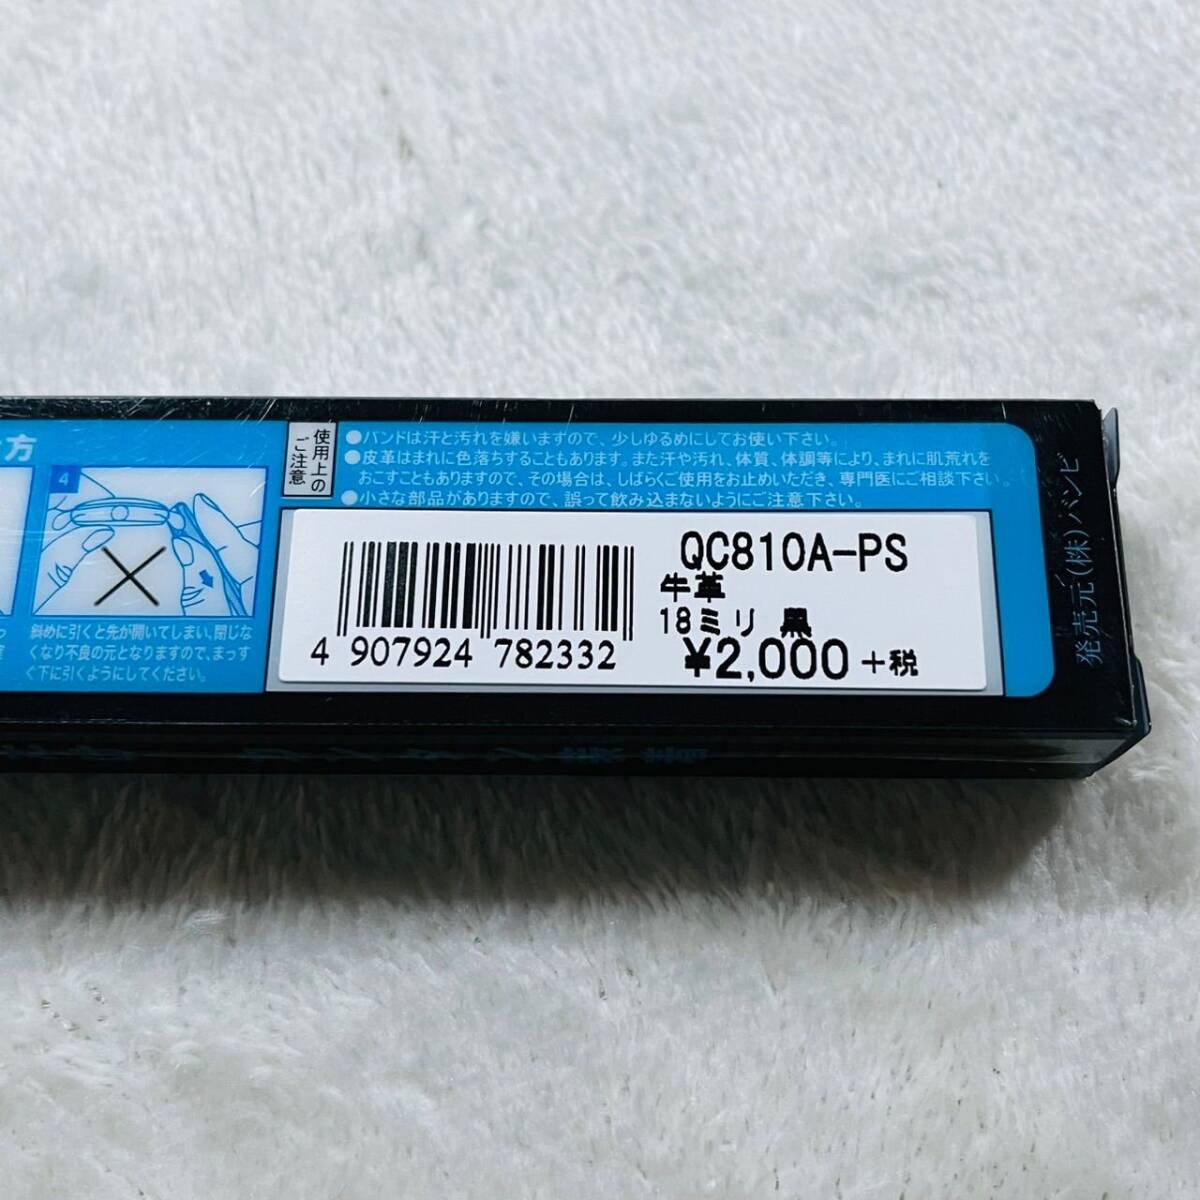 方
4
斜めに引くと先が開いてしまい、閉じな
くなり不良の元となりますので、まっす
ぐ下に引くようにしてください。
使用上の
ご注意
●バンドは汗と汚れを嫌いますので、少しゆるめにしてお使い下さい。
●皮革はまれに色落ちすることもあります。また汗や汚れ、体質、体調等により、まれに肌荒れを
おこすこともありますので、その場合は、しばらくご使用をお止めいただき、専門医にご相談下さい。
●小さな部品がありますので、誤って飲み込まないようにご注意下さい。
QC810A-PS
牛革
18ミリ 黒
¥2,000 +税
4 907924 782332
発売元(株)バンビ